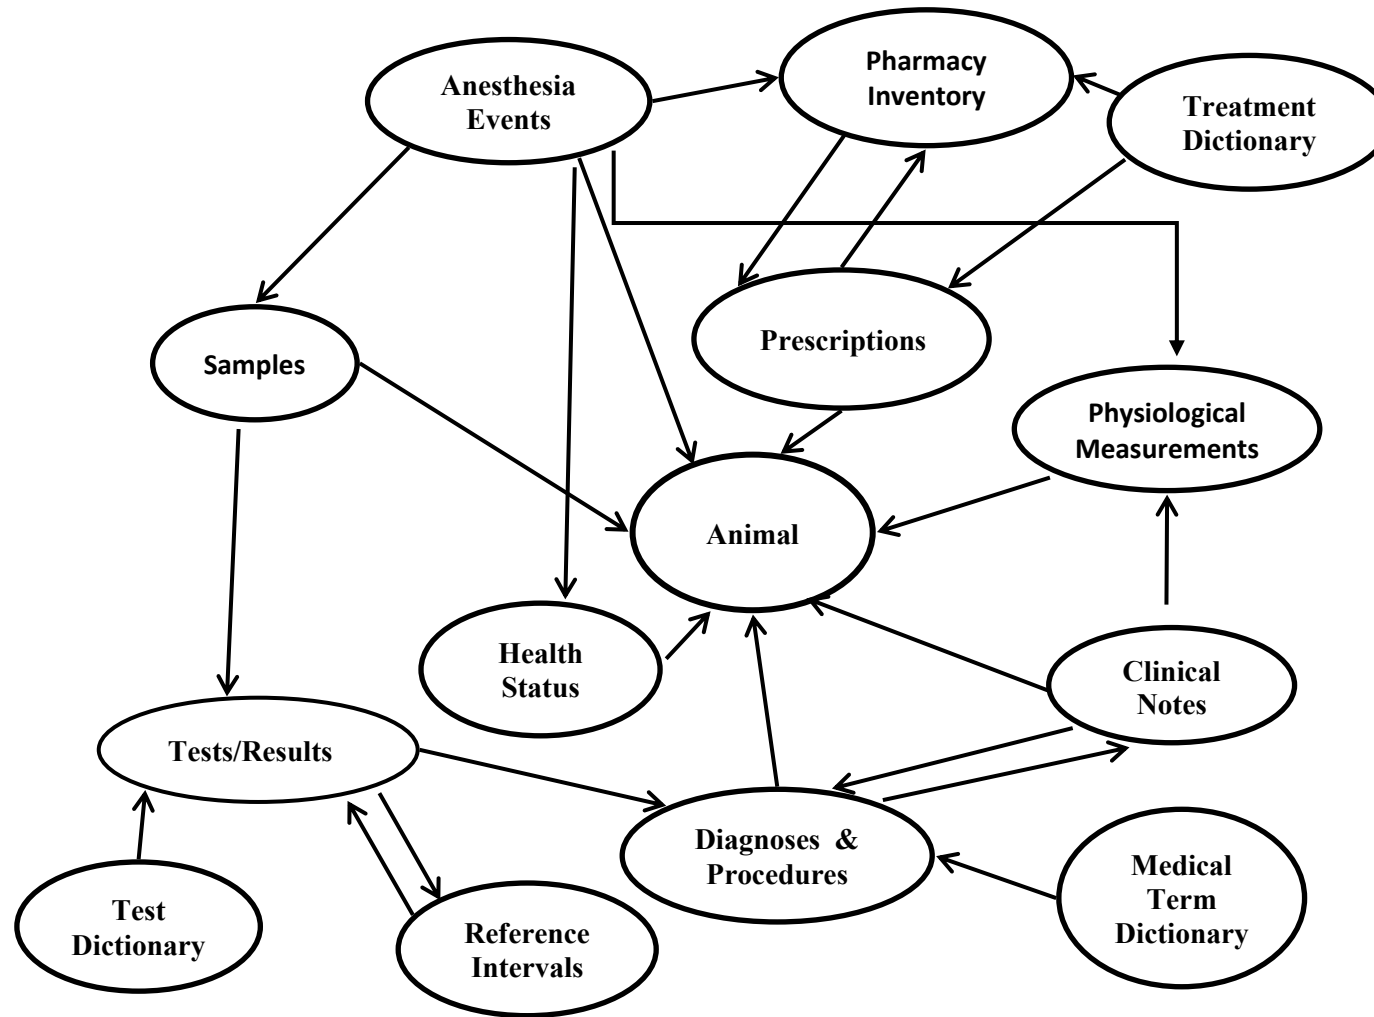 Anesthesia
Events
Pharmacy
Inventory
Treatment
Dictionary
Samples
Prescriptions
Physiological
Measurements
Animal
Health
Status
Clinical
Notes
Tests/Results
Diagnoses &
Procedures
Medical
Term
Dictionary
Test
Dictionary
Reference
Intervals